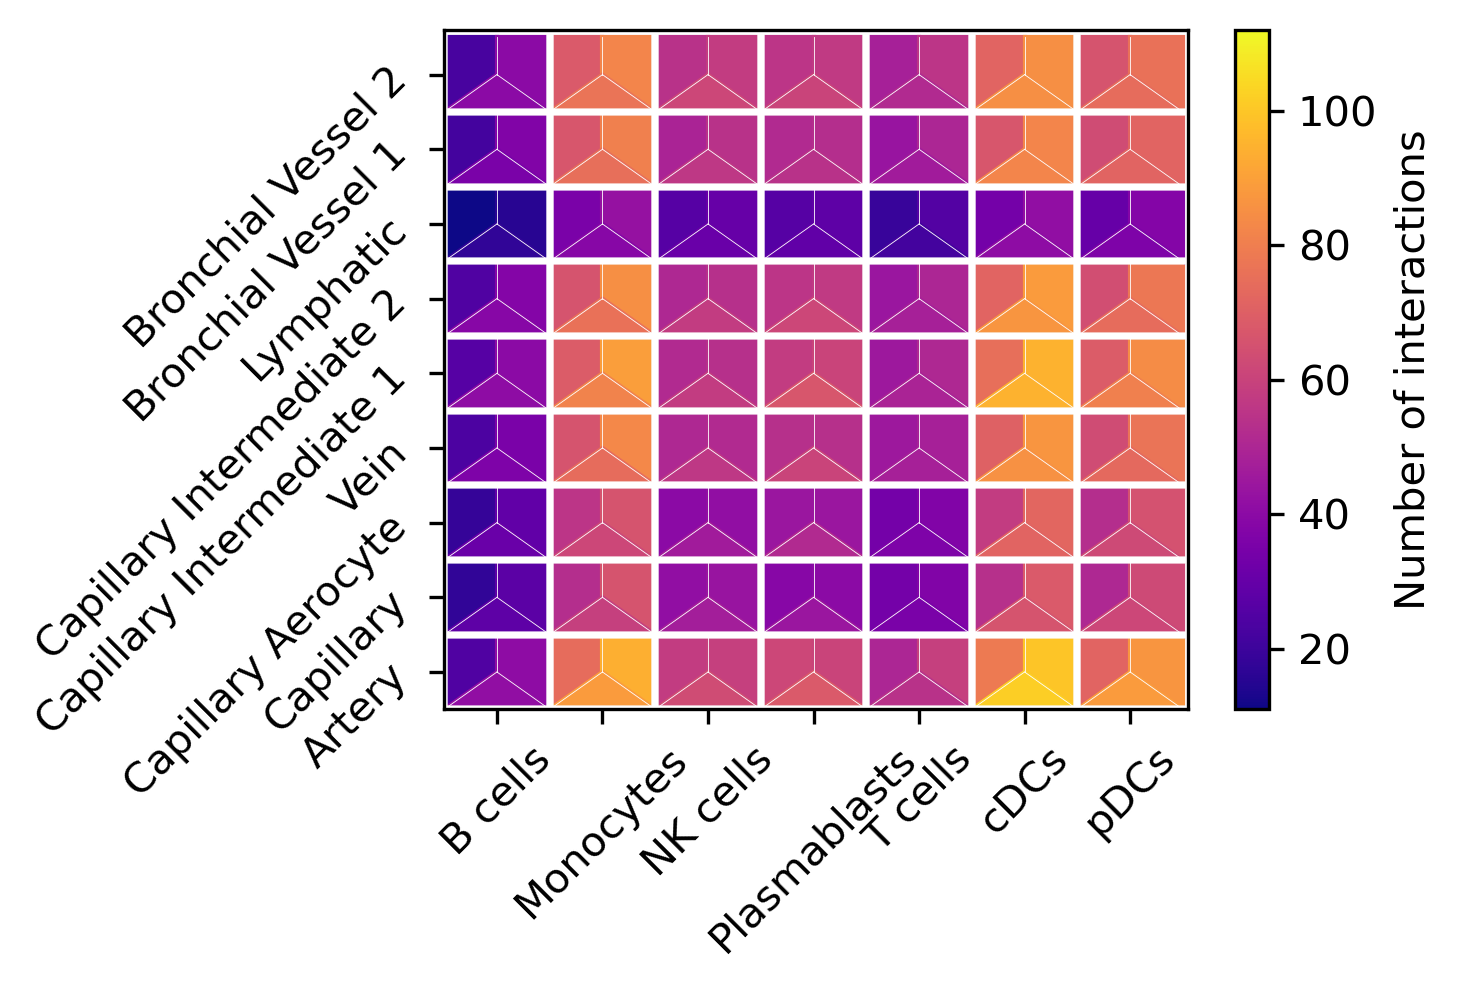 Bronchial Vessel 2
Bronchial Vessel 1
Lymphatic
Capillary Intermediate 2
Capillary Intermediate 1
Vein
Capillary Aerocyte
Capillary
Artery
B cells
Monocytes
NK cells
Plasmablasts
T cells
cDCs
pDCs
100
80
60
40
20
Number of interactions